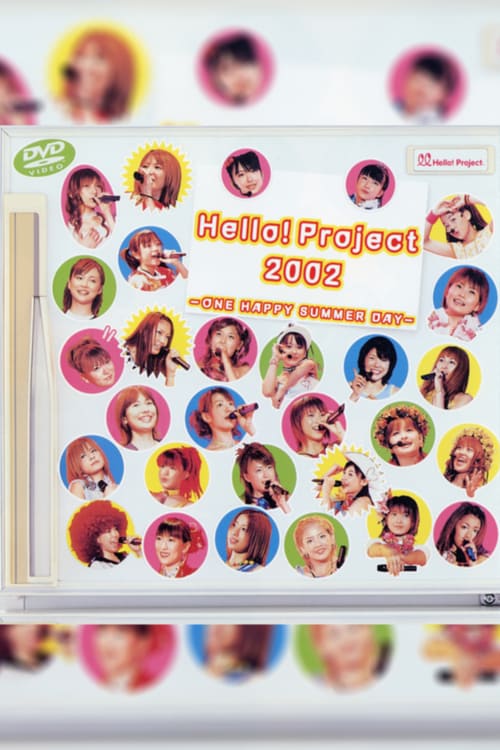 DVD
VIDEO
Hello! Project
Hello! Project
2002
-ONE HAPPY SUMMER DAY-